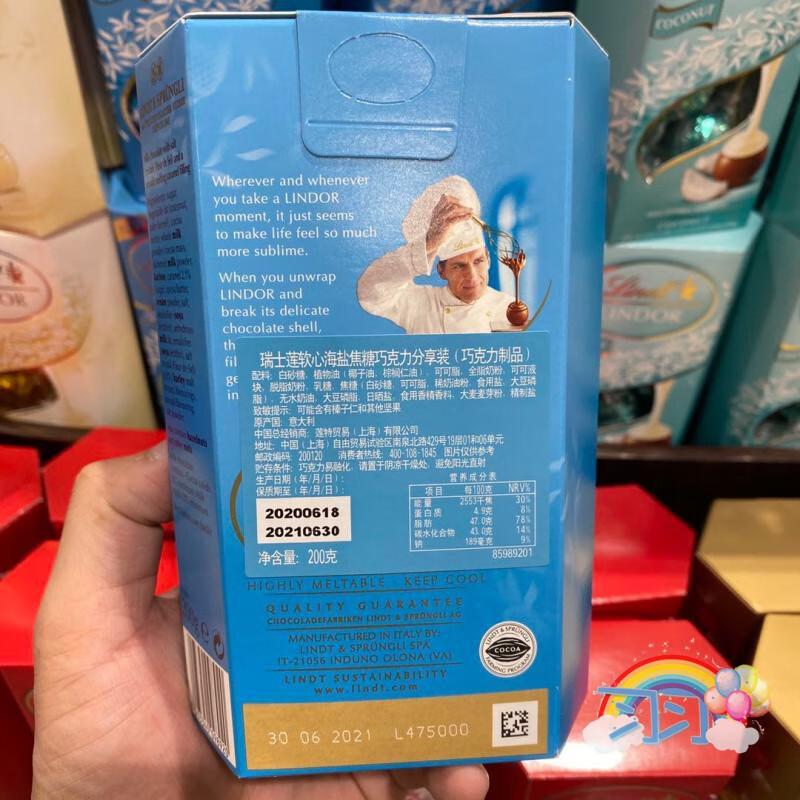 LINDT & SPRÜNGLI
COCONUT
Wherever and whenever
you take a LINDOR
moment, it just seems
to make life feel so much
more sublime.
When you unwrap
LINDOR and
break its delicate
chocolate shell,
瑞士莲软心海盐焦糖巧克力分享装（巧克力制品）
配料：白砂糖、植物油（椰子油、棕榈仁油）、可可脂、全脂奶粉、可可液
块、脱脂奶粉、乳糖、焦糖（白砂糖、可可脂、稀奶油粉、食用盐、大豆磷
脂）、无水奶油、大豆磷脂、日晒盐、食用香精香料、大麦麦芽粉、精制盐
致敏提示：可能含有榛子仁和其他坚果
原产国：意大利
中国总经销商：莲特贸易（上海）有限公司
地址：中国（上海）自由贸易试验区南泉北路429号19层01和06单元
邮政编码：200120 消费者热线：400-108-1845 图片仅供参考
贮存条件：巧克力易融化，请置于阴凉干燥处，避免阳光直射
生产日期（年/月/日）：
保质期至（年/月/日）：
20200618
20210630
净含量：200克
营养成分表
项目 每100克 NRV%
能量 2553千焦 30%
蛋白质 4.9克 8%
脂肪 47.0克 78%
碳水化合物 43.0克 14%
钠 189毫克 9%
85989201
HIGHLY MELTABLE - KEEP COOL
QUALITY GUARANTEE
CHOCOLADEFABRIKEN LINDT & SPRÜNGLI AG
MANUFACTURED IN ITALY BY:
LINDT & SPRÜNGLI SPA
IT-21056 INDUNO OLONA (VA)
LINDT SUSTAINABILITY
www.lindt.com
LINDT & SPRÜNGLI
COCOA
FARMING PROGRAM
30 06 2021 L475000
Lindt
LINDOR